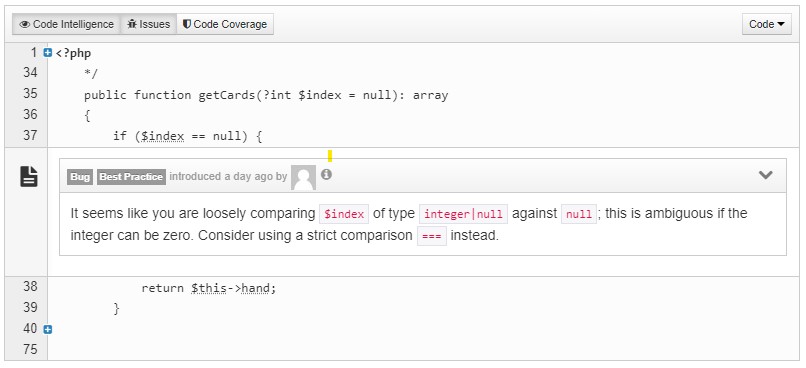 Code Intelligence Issues Code Coverage Code
1 <?php
34 */
35 public function getCards(?int $index = null): array
36 {
37 if ($index == null) {
Bug Best Practice introduced a day ago by
It seems like you are loosely comparing $index of type integer|null against null ; this is ambiguous if the
integer can be zero. Consider using a strict comparison === instead.
38 return $this->hand;
39 }
40
75